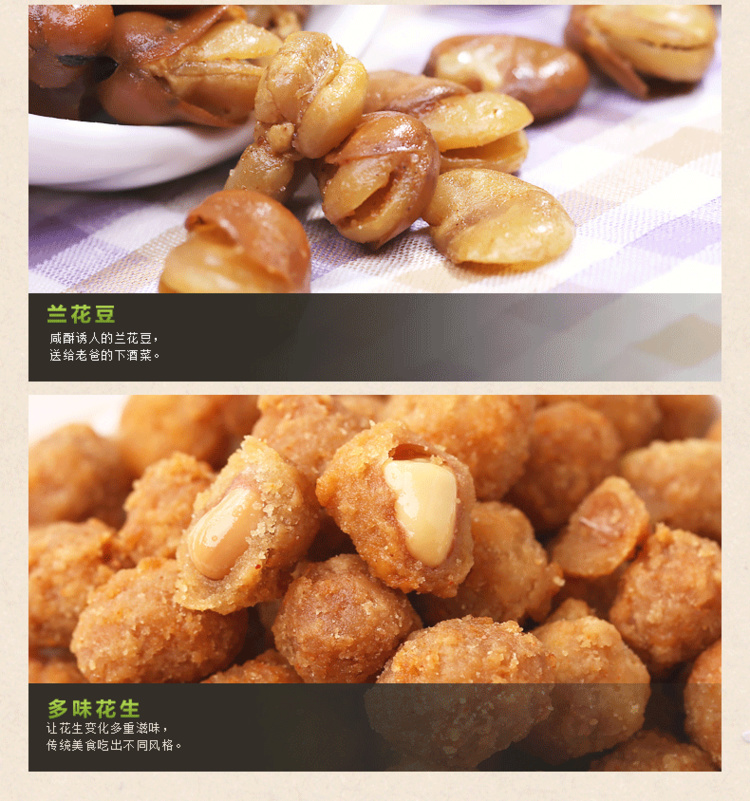 兰花豆
咸酥诱人的兰花豆，
送给老爸的下酒菜。
多味花生
让花生变化多重滋味，
传统美食吃出不同风格。